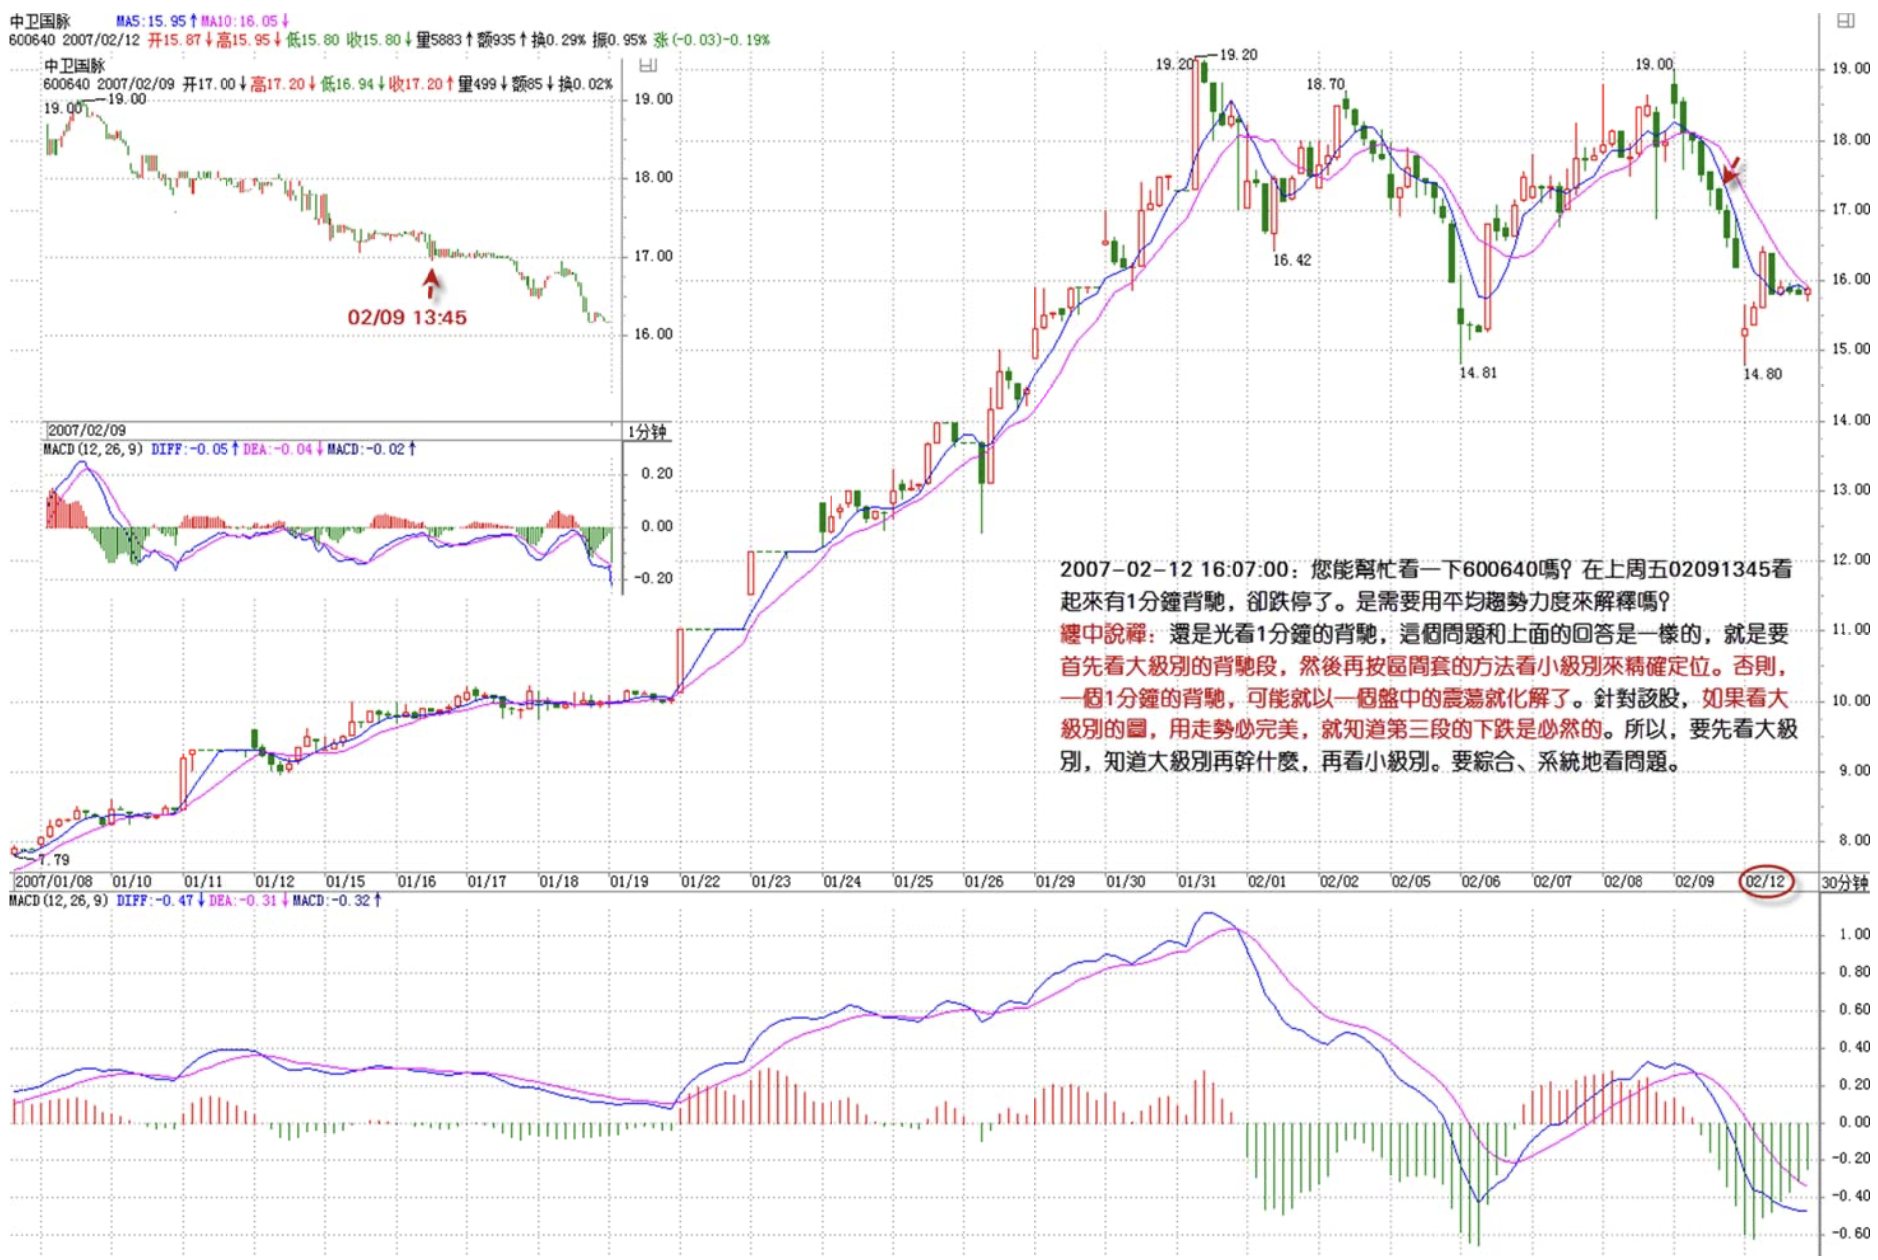 中卫国脉 MA5:15.95↑MA10:16.05↓
600640 2007/02/12 开15.87↓高15.95↓低15.80 收15.80↓量5883↑额935↑换0.29% 振0.95% 涨(-0.03)-0.19%
中卫国脉
600640 2007/02/09 开17.00↓高17.20↓低16.94↓收17.20↑量499↓额85↓换0.02%
19.00
19.00
19.00
18.00
17.00
16.00
02/09 13:45
2007/02/09 1分钟
MACD(12,26,9) DIFF:-0.05↑DEA:-0.04↓MACD:-0.02↑
0.20
0.00
-0.20
19.20
19.20
18.70
19.00
16.42
14.81
14.80
7.79
19.00
18.00
17.00
16.00
15.00
14.00
13.00
12.00
11.00
10.00
9.00
8.00
2007-02-12 16:07:00：您能幫忙看一下600640嗎？在上周五02091345看
起來有1分鐘背馳，卻跌停了。是需要用平均趨勢力度來解釋嗎？
纏中說禪：還是光看1分鐘的背馳，這個問題和上面的回答是一樣的，就是要
首先看大級別的背馳段，然後再按區間套的方法看小級別來精確定位。否則，
一個1分鐘的背馳，可能就以一個盤中的震蕩就化解了。針對該股，如果看大
級別的圖，用走勢必完美，就知道第三段的下跌是必然的。所以，要先看大級
別，知道大級別再幹什麼，再看小級別。要綜合、系統地看問題。
2007/01/08 01/10 01/11 01/12 01/15 01/16 01/17 01/18 01/19 01/22 01/23 01/24 01/25 01/26 01/29 01/30 01/31 02/01 02/02 02/05 02/06 02/07 02/08 02/09 02/12 30分钟
MACD(12,26,9) DIFF:-0.47↓DEA:-0.31↓MACD:-0.32↑
1.00
0.80
0.60
0.40
0.20
0.00
-0.20
-0.40
-0.60